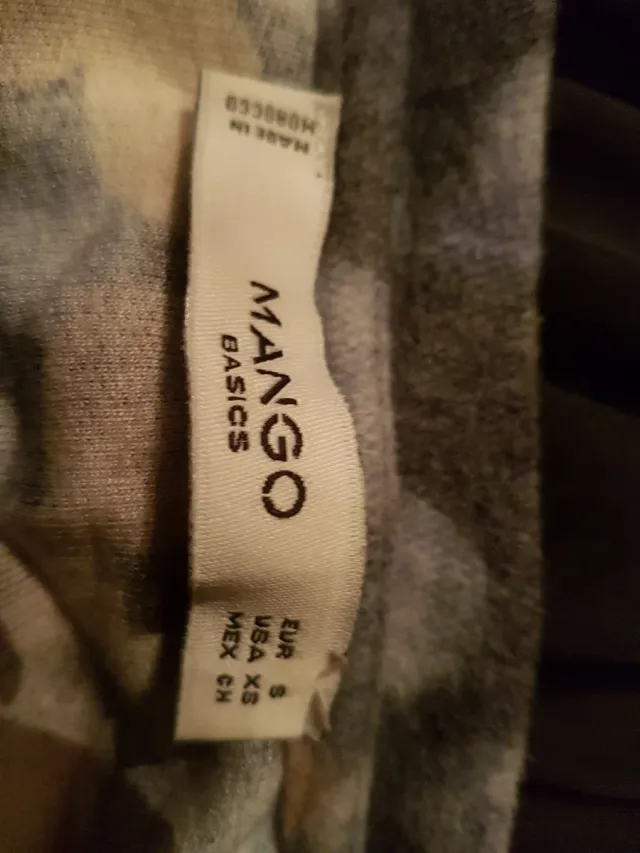 MADE IN
MOROCCO
MANGO
BASICS
EUR S
USA XS
MEX CH